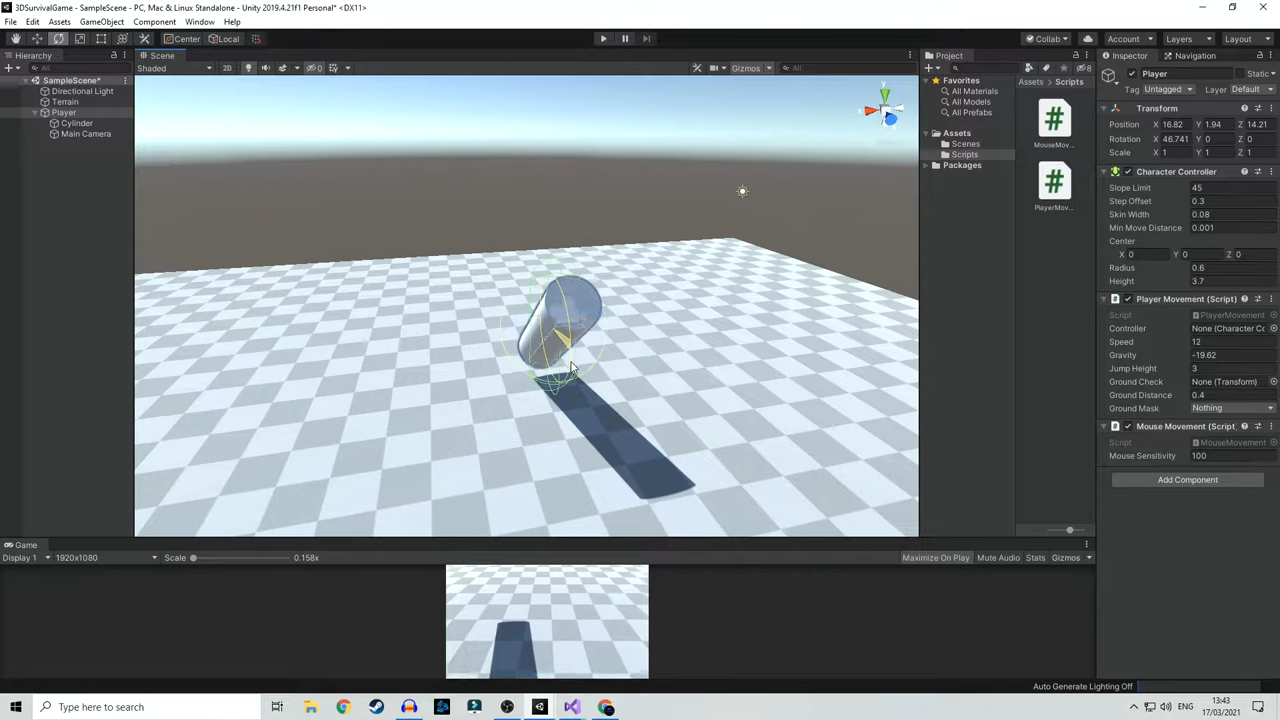 3DSurvivalGame - SampleScene - PC, Mac & Linux Standalone - Unity 2019.4.21f1 Personal* <DX11>
File Edit Assets GameObject Component Window Help
Center Local Collab Account Layers Layout
Hierarchy Scene Project Inspector Navigation
All Shaded 2D 0 Gizmos All 8
SampleScene*
Directional Light
Terrain
Player
Cylinder
Main Camera
y
x
Favorites
All Materials
All Models
All Prefabs
Assets
Scenes
Scripts
Packages
Assets Scripts
MouseMov...
PlayerMov...
Player Static
Tag Untagged Layer Default
Transform
Position X 16.82 Y 1.94 Z 14.21
Rotation X 46.741 Y 0 Z 0
Scale X 1 Y 1 Z 1
Character Controller
Slope Limit 45
Step Offset 0.3
Skin Width 0.08
Min Move Distance 0.001
Center
X 0 Y 0 Z 0
Radius 0.6
Height 3.7
Player Movement (Script)
Script PlayerMovement
Controller None (Character Co
Speed 12
Gravity -19.62
Jump Height 3
Ground Check None (Transform)
Ground Distance 0.4
Ground Mask Nothing
Mouse Movement (Script)
Script MouseMovement
Mouse Sensitivity 100
Add Component
Game
Display 1 1920x1080 Scale 0.158x Maximize On Play Mute Audio Stats Gizmos
Auto Generate Lighting Off
Type here to search
ENG
13:43
17/03/2021